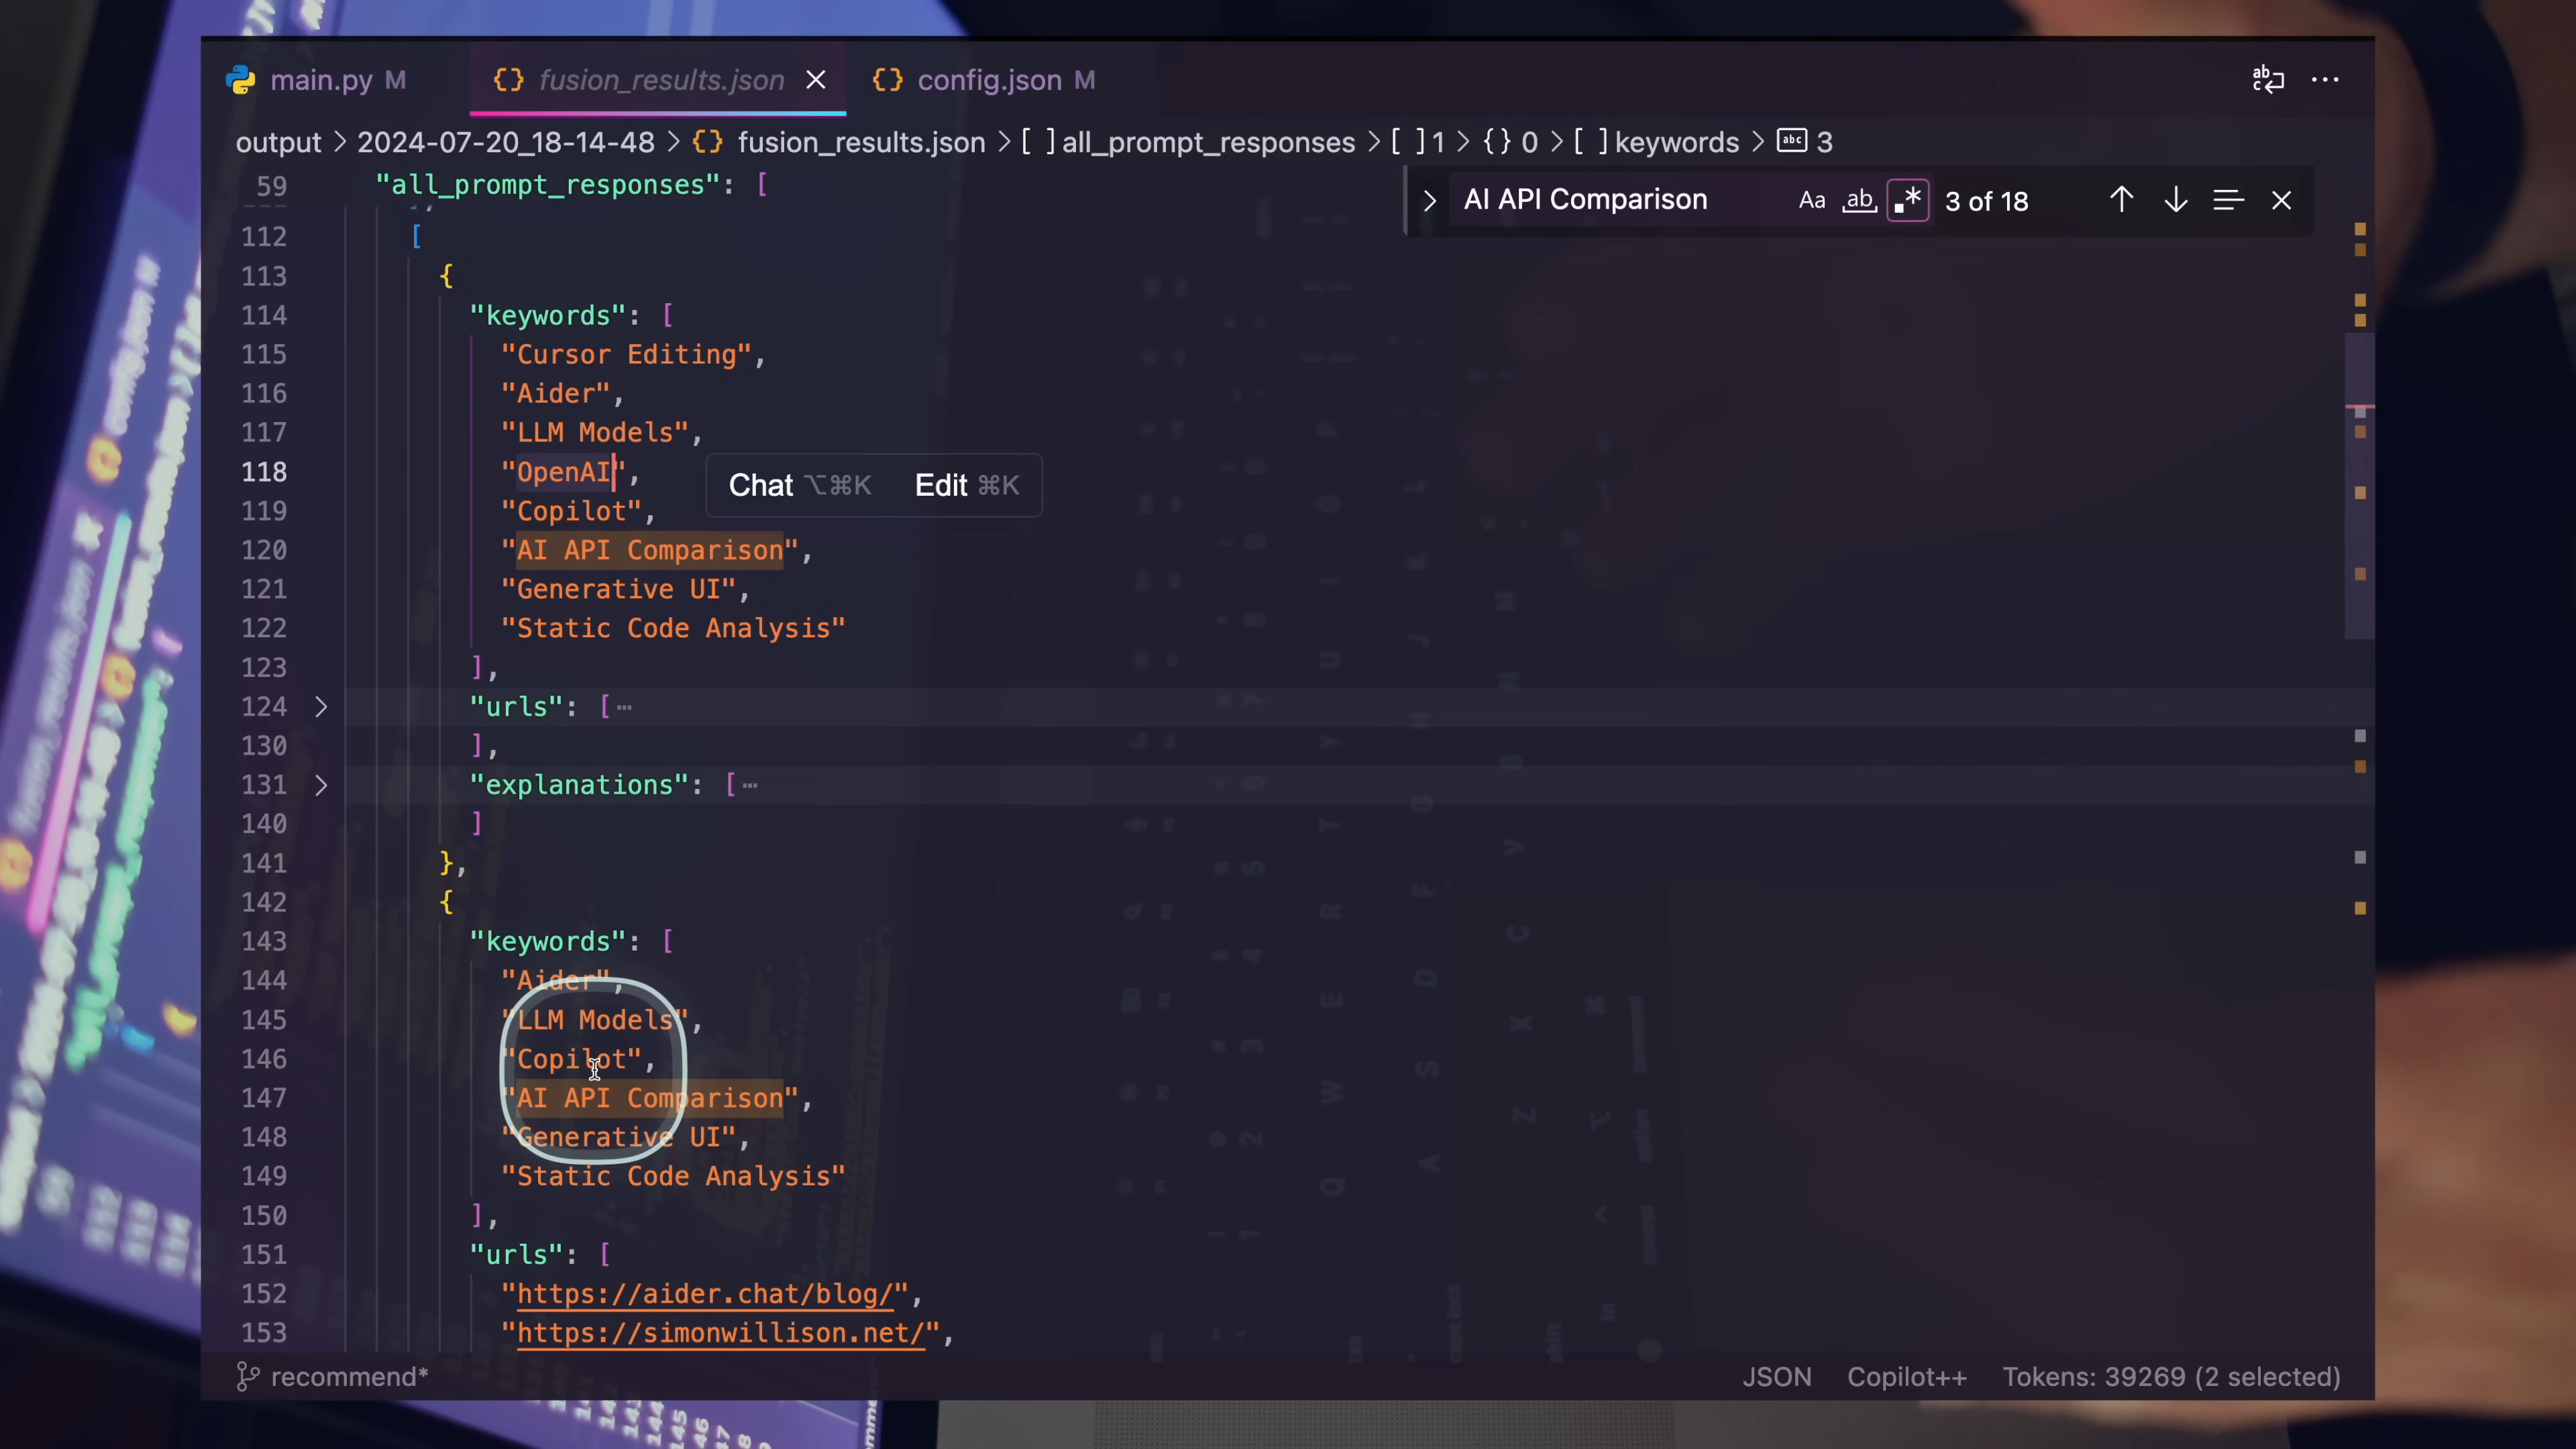 main.py M
fusion_results.json
config.json M
output > 2024-07-20_18-14-48 > {} fusion_results.json > [ ] all_prompt_responses > [ ] 1 > {} 0 > [ ] keywords > abc 3
AI API Comparison Aa ab .* 3 of 18
59 "all_prompt_responses": [
112 [
113 {
114 "keywords": [
115 "Cursor Editing",
116 "Aider",
117 "LLM Models",
118 "OpenAI",
Chat ⌥⌘K Edit ⌘K
119 "Copilot",
120 "AI API Comparison",
121 "Generative UI",
122 "Static Code Analysis"
123 ],
124 > "urls": [ ⋯
130 ],
131 > "explanations": [ ⋯
140 ]
141 },
142 {
143 "keywords": [
144 "Aider",
145 "LLM Models",
146 "Copilot",
147 "AI API Comparison",
148 "Generative UI",
149 "Static Code Analysis"
150 ],
151 "urls": [
152 "https://aider.chat/blog/",
153 "https://simonwillison.net/",
recommend* JSON Copilot++ Tokens: 39269 (2 selected)